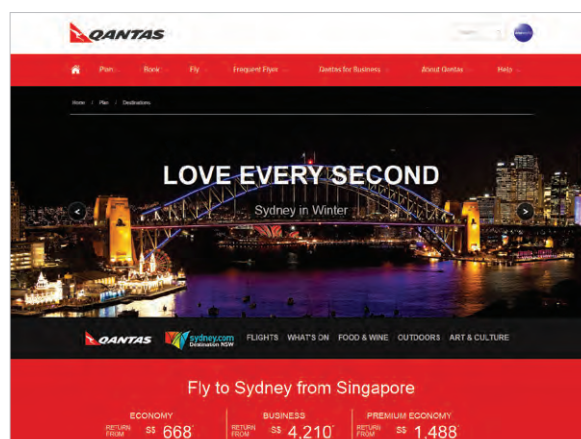 QANTAS
Plan Book Fly Frequent Flyer Qantas for Business About Qantas Help
Home / Plan / Destinations
LOVE EVERY SECOND
Sydney in Winter
< >
QANTAS sydney.com FLIGHTS WHAT'S ON FOOD & WINE OUTDOORS ART & CULTURE
Destination NSW
Fly to Sydney from Singapore
ECONOMY BUSINESS PREMIUM ECONOMY
RETURN FROM S$ 668* RETURN FROM S$ 4,210* RETURN FROM S$ 1,488*